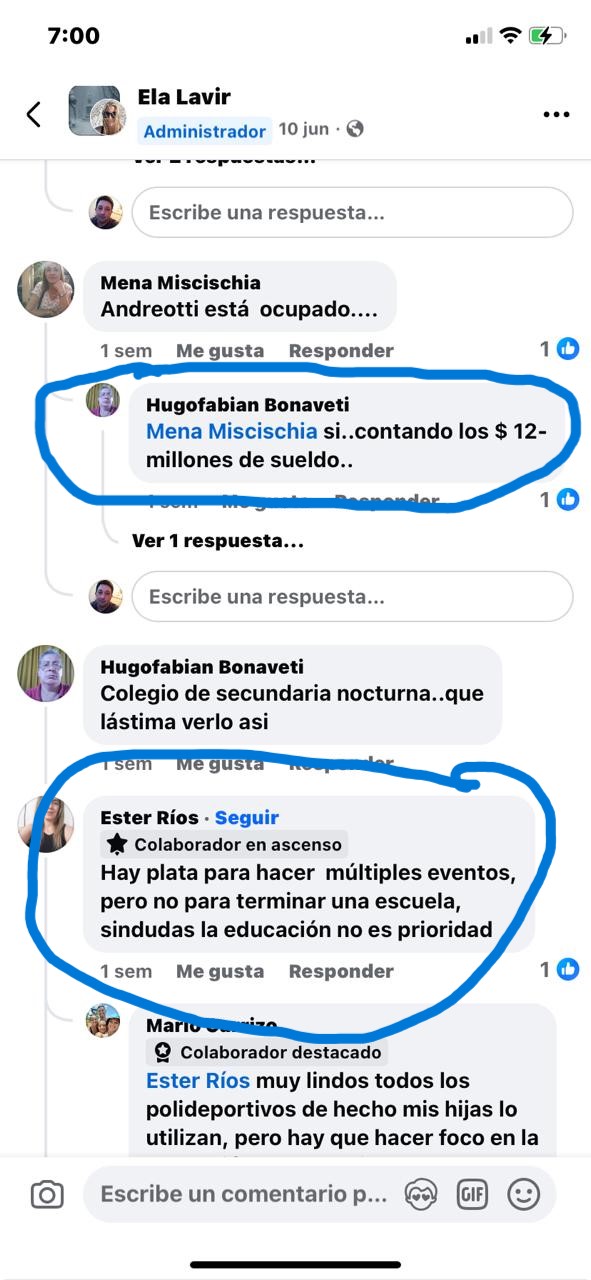 7:00
Ela Lavir
Administrador 10 jun ·
Escribe una respuesta...
Mena Miscischia
Andreotti está ocupado....
1 sem Me gusta Responder 1
Hugofabian Bonaveti
Mena Miscischia si..contando los $ 12-
millones de sueldo..
1 sem Me gusta Responder 1
Ver 1 respuesta...
Escribe una respuesta...
Hugofabian Bonaveti
Colegio de secundaria nocturna..que
lástima verlo asi
1 sem Me gusta Responder
Ester Ríos · Seguir
Colaborador en ascenso
Hay plata para hacer múltiples eventos,
pero no para terminar una escuela,
sindudas la educación no es prioridad
1 sem Me gusta Responder 1
Mario
Colaborador destacado
Ester Ríos muy lindos todos los
polideportivos de hecho mis hijas lo
utilizan, pero hay que hacer foco en la
Escribe un comentario p...
GIF